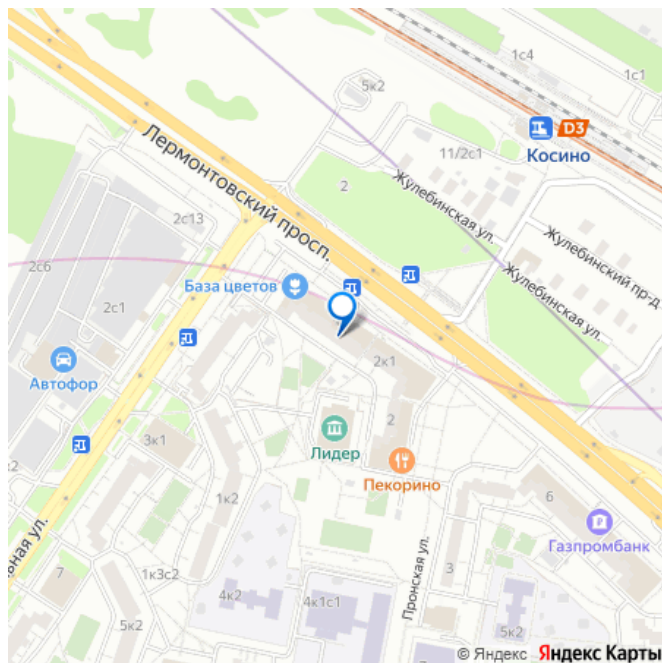 1с4
1с1
5к2
D3
Косино
11/2с1
Лермонтовский просп.
2
Жулебинская ул.
2с13
Жулебинский пр-д
2с6
База цветов
Жулебинская ул.
2с1
Автофор
2к1
2
3к1
Лидер
Пекорино
1к2
6
Газпромбанк
льная ул.
Пронская ул.
7
1к3с2
3
4к2
4к1с1
5к2
5к2
© Яндекс Яндекс Карты